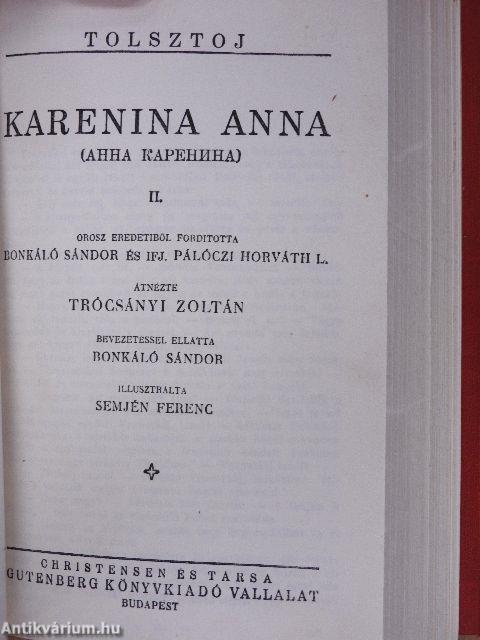 TOLSZTOJ
KARENINA ANNA
(АННА КАРЕНИНА)
II.
OROSZ EREDETIBŐL FORDITOTTA
BONKÁLÓ SÁNDOR ÉS IFJ. PÁLÓCZI HORVÁTH L.
ÁTNÉZTE
TRÓCSÁNYI ZOLTÁN
BEVEZETÉSSEL ELLÁTTA
BONKÁLÓ SÁNDOR
ILLUSZTRÁLTA
SEMJÉN FERENC
CHRISTENSEN ÉS TÁRSA
GUTENBERG KÖNYVKIADÓ VÁLLALAT
BUDAPEST
Antikvárium.hu